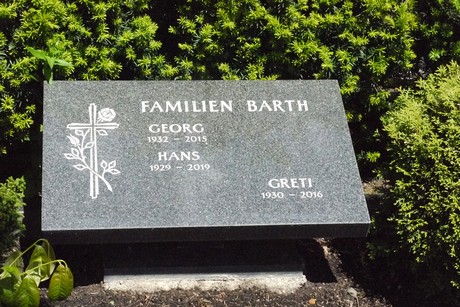 FAMILIEN BARTH
GEORG
1932 - 2015
HANS
1929 - 2019
GRETI
1930 - 2016